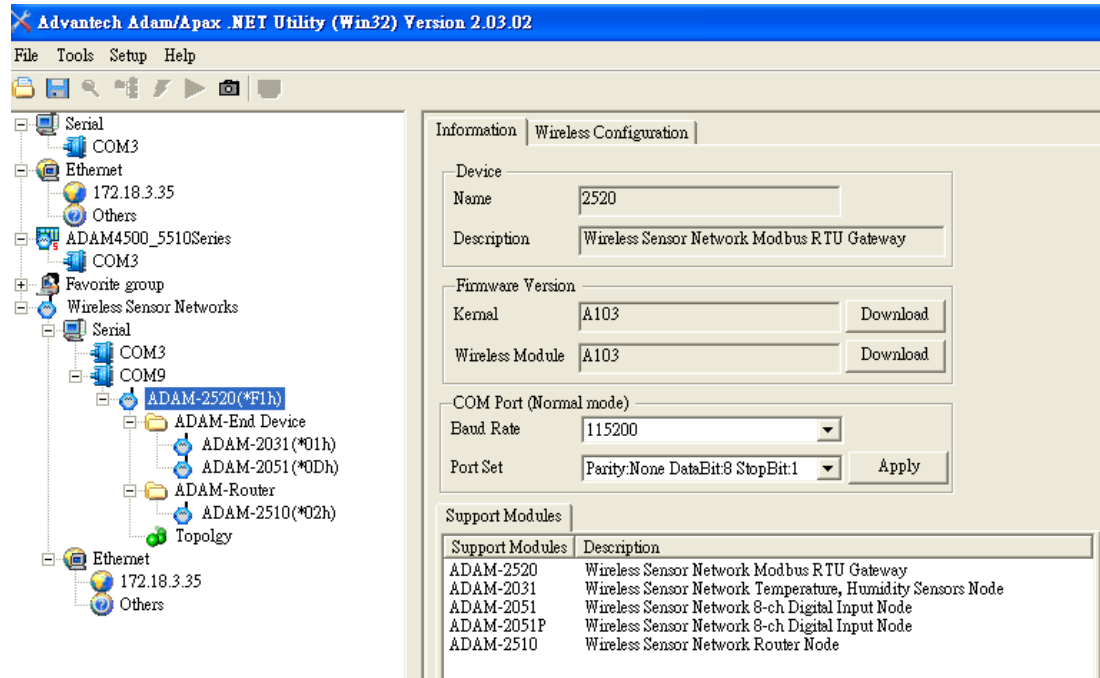 Advantech Adam/Apax .NET Utility (Win32) Version 2.03.02
File Tools Setup Help
Serial
COM3
Ethernet
172.18.3.35
Others
ADAM4500_5510Series
COM3
Favorite group
Wireless Sensor Networks
Serial
COM3
COM9
ADAM-2520(*F1h)
ADAM-End Device
ADAM-2031(*01h)
ADAM-2051(*0Dh)
ADAM-Router
ADAM-2510(*02h)
Topolgy
Ethernet
172.18.3.35
Others
Information Wireless Configuration
Device
Name 2520
Description Wireless Sensor Network Modbus RTU Gateway
Firmware Version
Kernal A103 Download
Wireless Module A103 Download
COM Port (Normal mode)
Baud Rate 115200
Port Set Parity:None DataBit:8 StopBit:1 Apply
Support Modules
Support Modules Description
ADAM-2520 Wireless Sensor Network Modbus RTU Gateway
ADAM-2031 Wireless Sensor Network Temperature, Humidity Sensors Node
ADAM-2051 Wireless Sensor Network 8-ch Digital Input Node
ADAM-2051P Wireless Sensor Network 8-ch Digital Input Node
ADAM-2510 Wireless Sensor Network Router Node